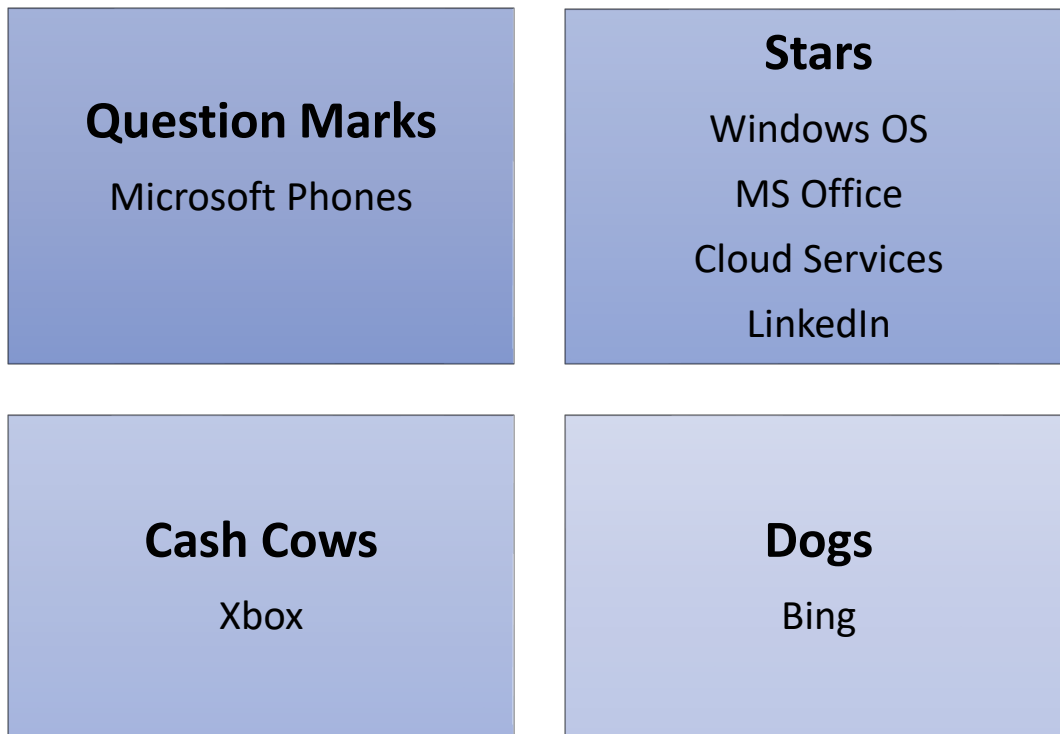 Question Marks
Microsoft Phones
Stars
Windows OS
MS Office
Cloud Services
LinkedIn
Cash Cows
Xbox
Dogs
Bing